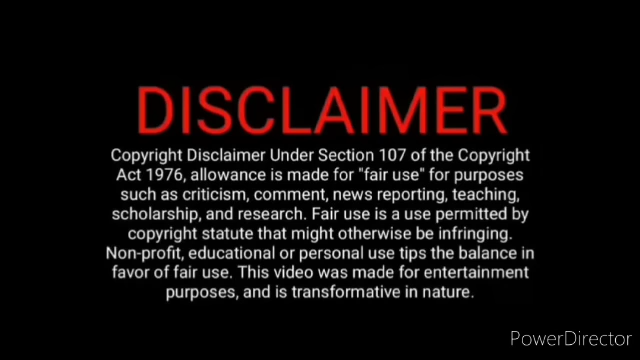 DISCLAIMER
Copyright Disclaimer Under Section 107 of the Copyright
Act 1976, allowance is made for "fair use" for purposes
such as criticism, comment, news reporting, teaching,
scholarship, and research. Fair use is a use permitted by
copyright statute that might otherwise be infringing.
Non-profit, educational or personal use tips the balance in
favor of fair use. This video was made for entertainment
purposes, and is transformative in nature.
PowerDirector